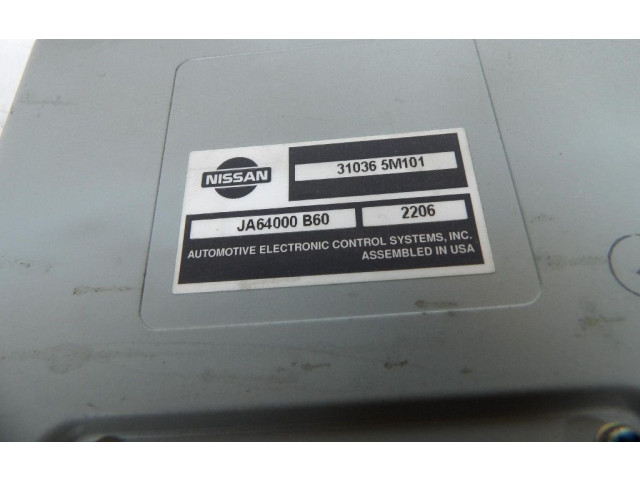 NISSAN
31036 5M101
JA64000 B60
2206
AUTOMOTIVE ELECTRONIC CONTROL SYSTEMS, INC.
ASSEMBLED IN USA